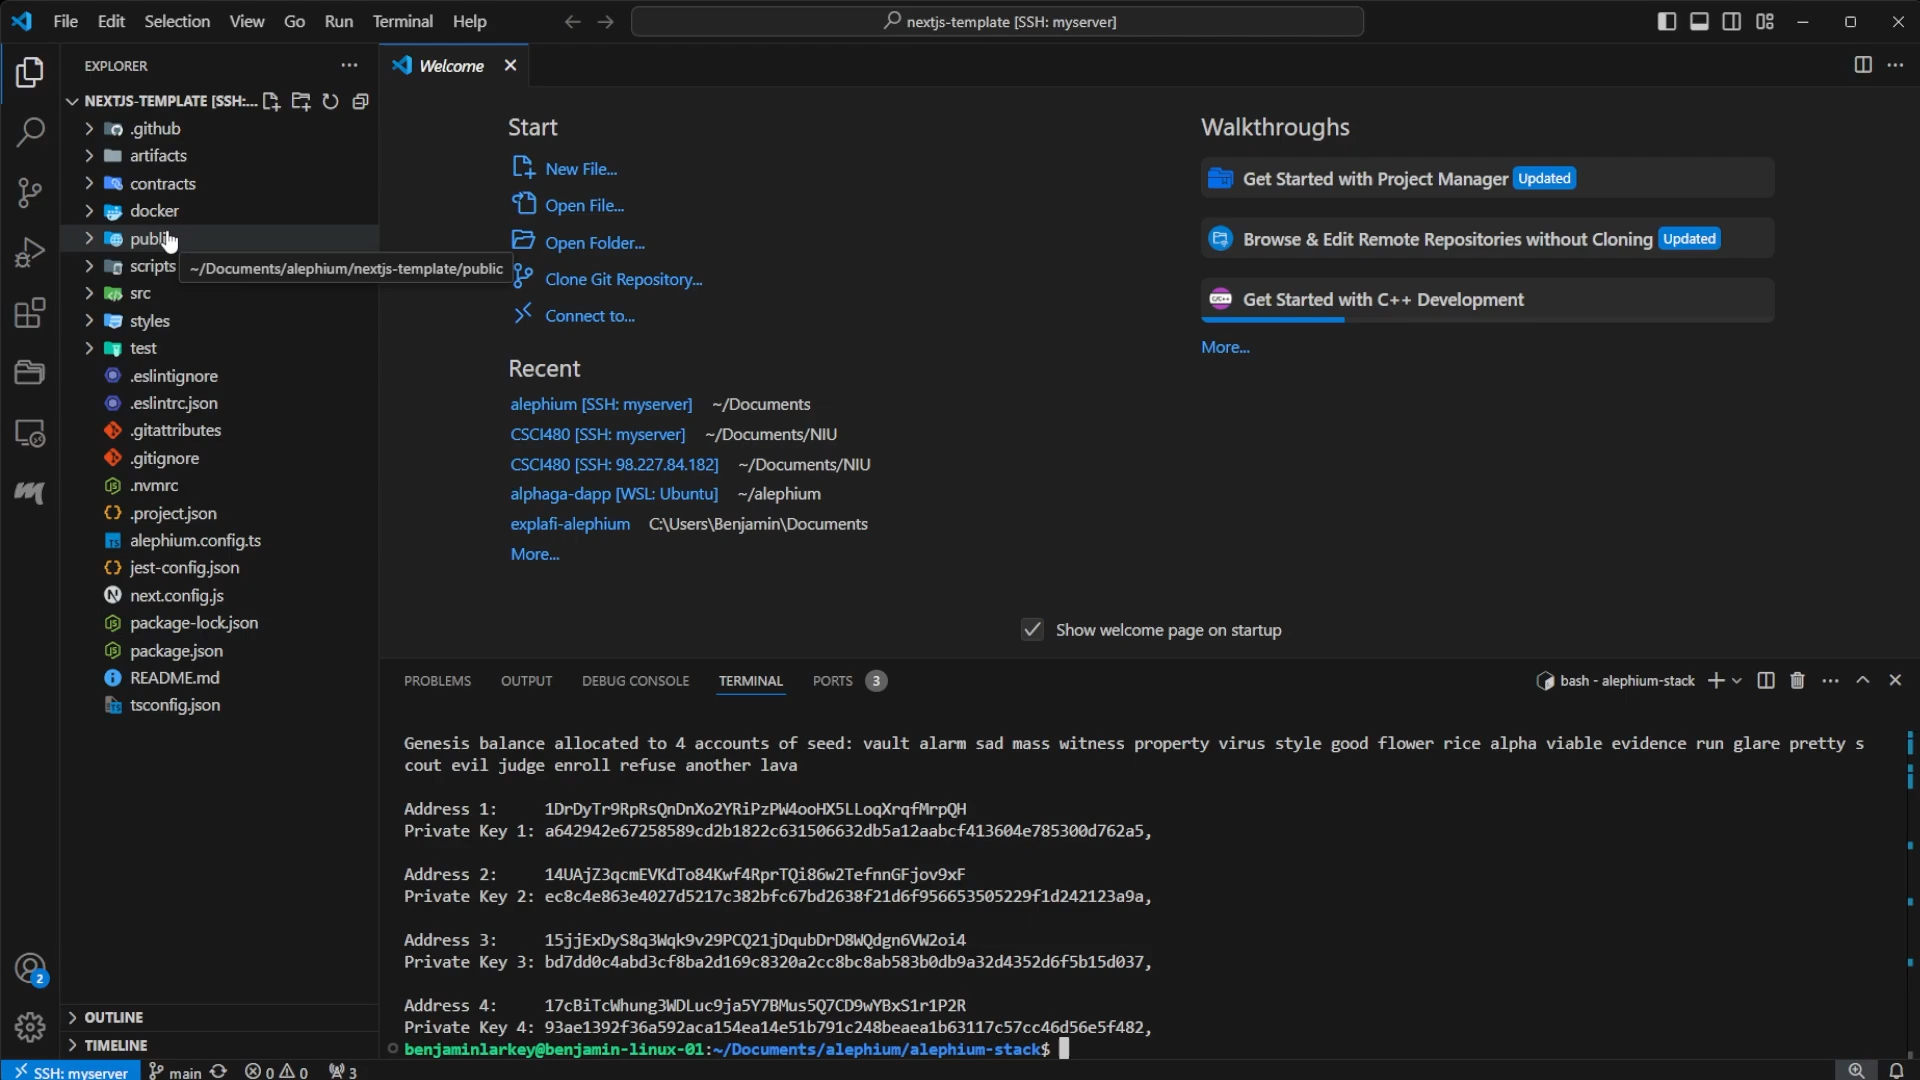 File Edit Selection View Go Run Terminal Help
nextjs-template [SSH: myserver]
EXPLORER
NEXTJS-TEMPLATE [SSH:...
.github
artifacts
contracts
docker
publi
scripts
~/Documents/alephium/nextjs-template/public
src
styles
test
.eslintignore
.eslintrc.json
.gitattributes
.gitignore
.nvmrc
.project.json
alephium.config.ts
jest-config.json
next.config.js
package-lock.json
package.json
README.md
tsconfig.json
OUTLINE
TIMELINE
Welcome
Start
New File...
Open File...
Open Folder...
Clone Git Repository...
Connect to...
Recent
alephium [SSH: myserver] ~/Documents
CSCI480 [SSH: myserver] ~/Documents/NIU
CSCI480 [SSH: 98.227.84.182] ~/Documents/NIU
alphaga-dapp [WSL: Ubuntu] ~/alephium
explafi-alephium C:\Users\Benjamin\Documents
More...
Walkthroughs
Get Started with Project Manager Updated
Browse & Edit Remote Repositories without Cloning Updated
Get Started with C++ Development
More...
Show welcome page on startup
PROBLEMS OUTPUT DEBUG CONSOLE TERMINAL PORTS 3
bash - alephium-stack
Genesis balance allocated to 4 accounts of seed: vault alarm sad mass witness property virus style good flower rice alpha viable evidence run glare pretty s
cout evil judge enroll refuse another lava
Address 1: 1DrDyTr9RpRsQnDnXo2YRiPzPW4ooHX5LLoqXrqfMrpQH
Private Key 1: a642942e67258589cd2b1822c631506632db5a12aabcf413604e785300d762a5,
Address 2: 14UAjZ3qcmEVKdTo84Kwf4RprTQi86w2TefnnGFjov9xF
Private Key 2: ec8c4e863e4027d5217c382bfc67bd2638f21d6f956653505229f1d242123a9a,
Address 3: 15jjExDyS8q3Wqk9v29PCQ21jDqubDrD8WQdgn6VW2oi4
Private Key 3: bd7dd0c4abd3cf8ba2d169c8320a2cc8bc8ab583b0db9a32d4352d6f5b15d037,
Address 4: 17cBiTcWhung3WDLuc9ja5Y7BMus5Q7CD9wYBxS1r1P2R
Private Key 4: 93ae1392f36a592aca154ea14e51b791c248beaea1b63117c57cc46d56e5f482,
benjaminlarkey@benjamin-linux-01:~/Documents/alephium/alephium-stack$
2
SSH: myserver main 0 0 3